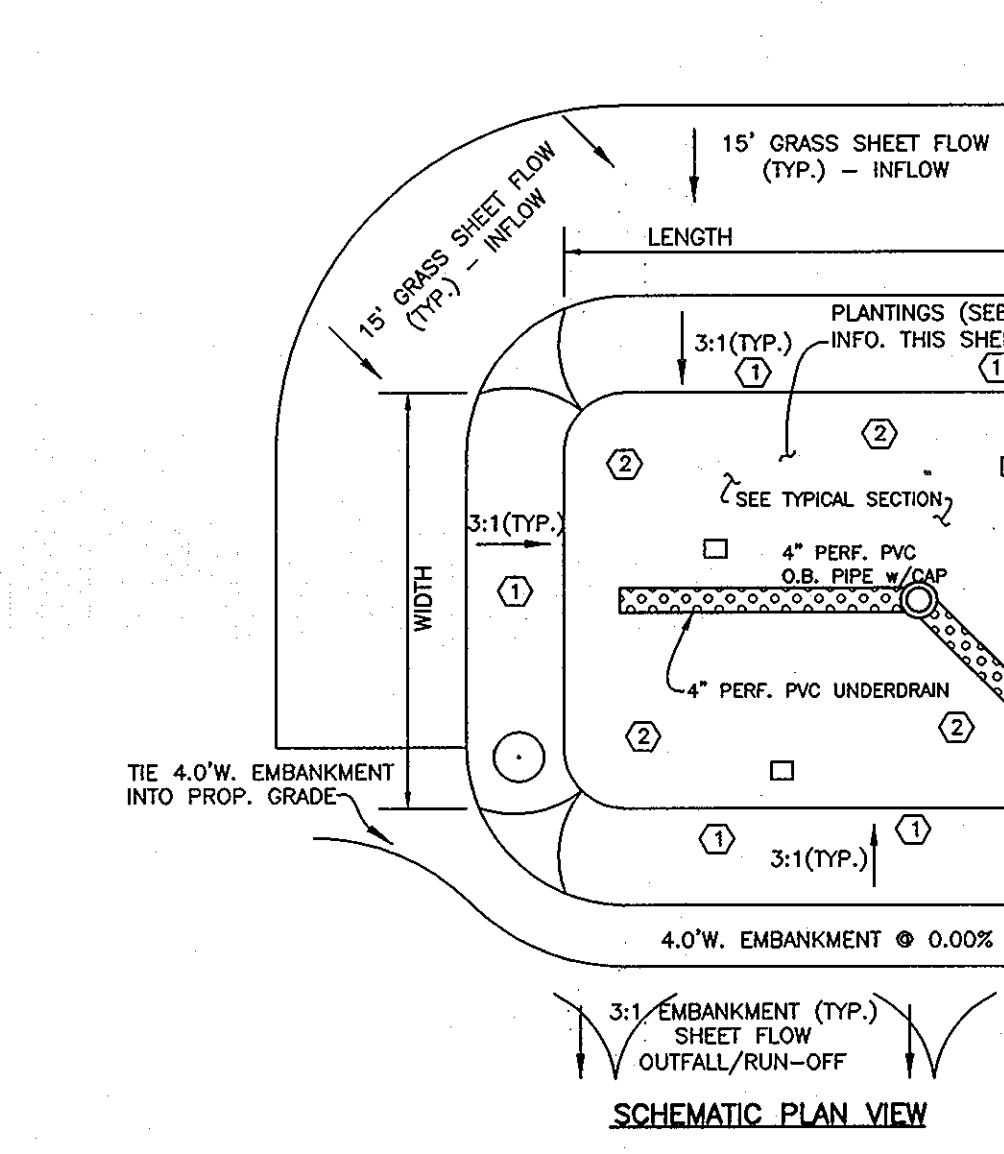 15' GRASS SHEET FLOW
(TYP.) – INFLOW
15' GRASS SHEET FLOW
(TYP.) – INFLOW
LENGTH
PLANTINGS (SEE
INFO. THIS SHEE
3:1(TYP.)
1
1
2
2
SEE TYPICAL SECTION
3:1(TYP.)
4" PERF. PVC
O.B. PIPE w/CAP
1
WIDTH
4" PERF. PVC UNDERDRAIN
2
2
TIE 4.0'W. EMBANKMENT
INTO PROP. GRADE
1
1
3:1(TYP.)
4.0'W. EMBANKMENT @ 0.00%
3:1 EMBANKMENT (TYP.)
SHEET FLOW
OUTFALL/RUN-OFF
SCHEMATIC PLAN VIEW